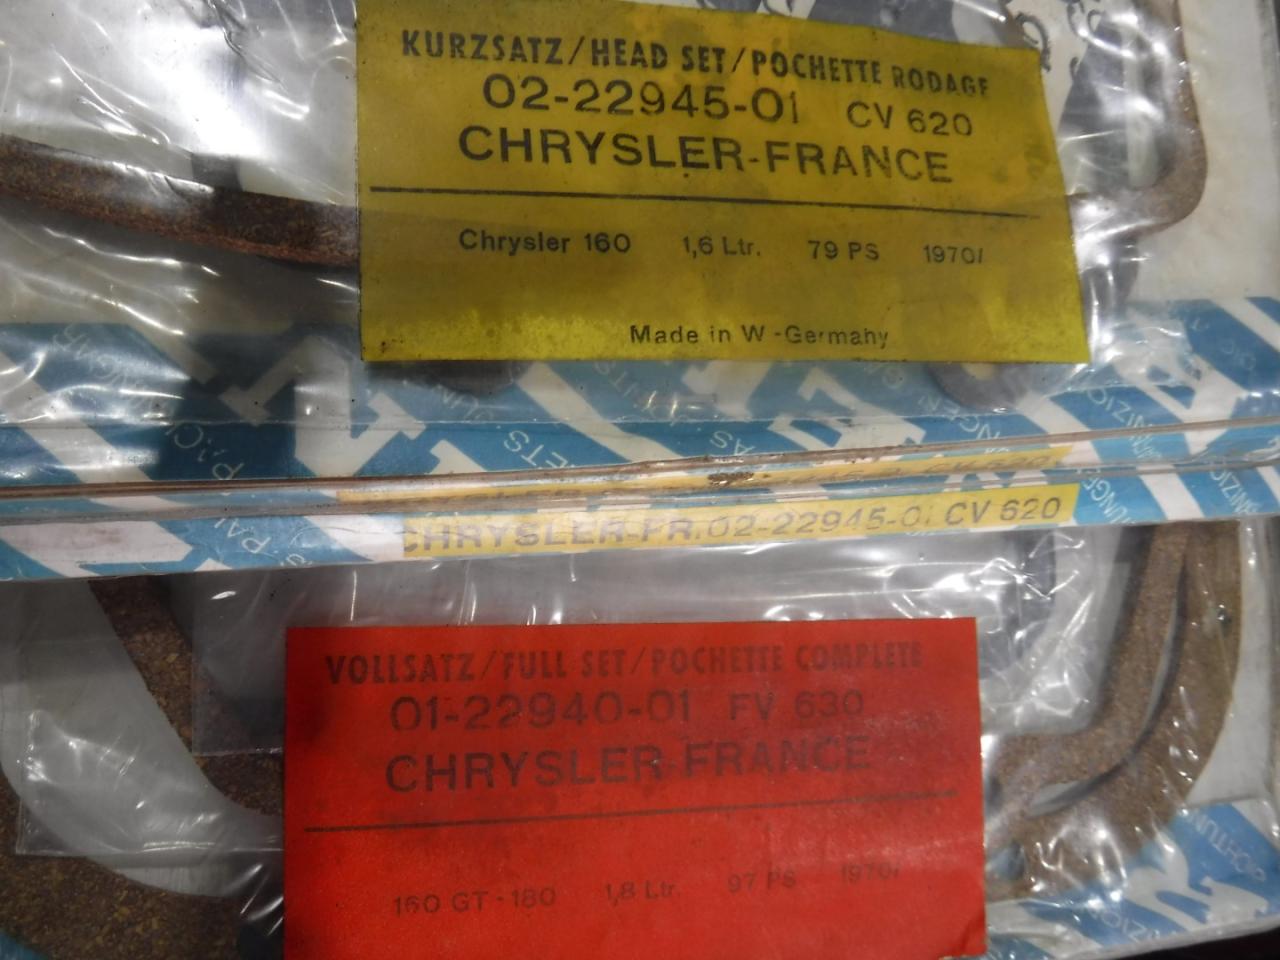 KURZSATZ/HEAD SET/POCHETTE RODAGE
02-22945-01 CV 620
CHRYSLER-FRANCE
Chrysler 160 1,6 Ltr. 79 PS 1970/
Made in W-Germany
CV 620
CHRYSLER-FR. 02-22945-01 CV 620
VOLLSATZ/FULL SET/POCHETTE COMPLETE
01-22940-01 FV 630
CHRYSLER-FRANCE
160 GT - 180 1,8 Ltr. 97 PS 1970/